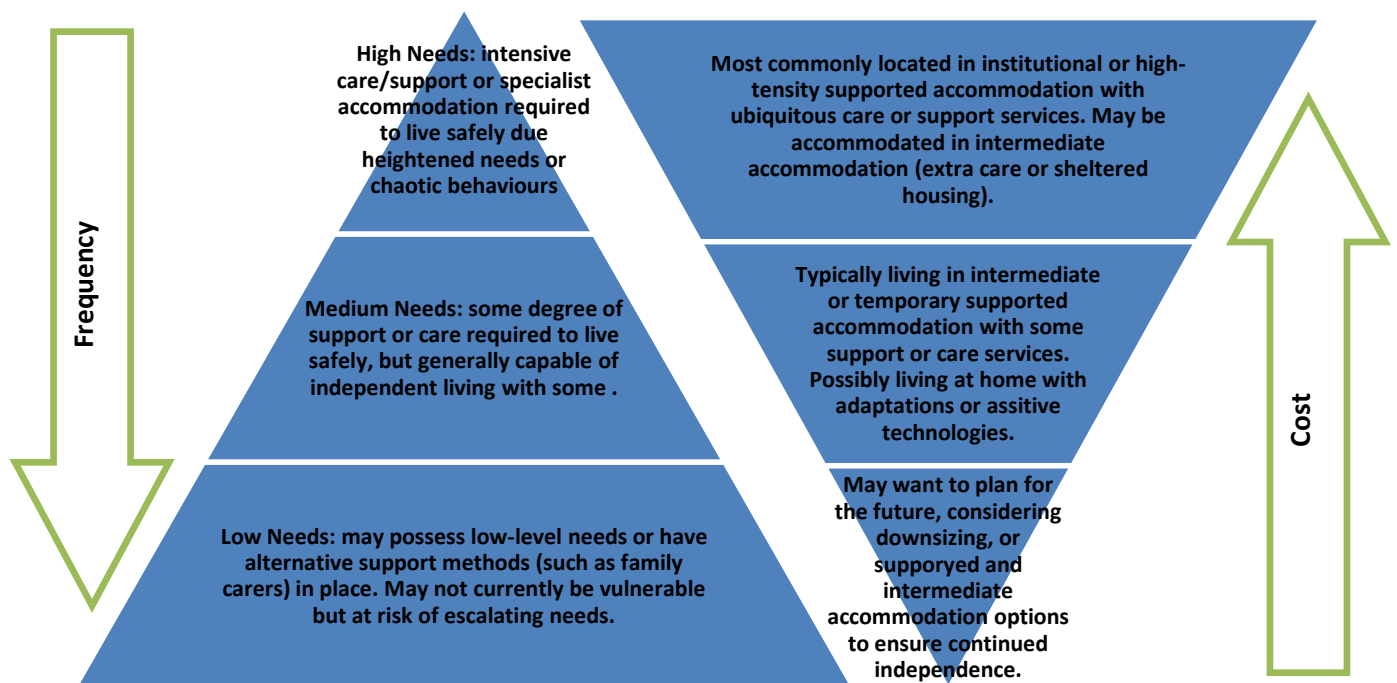 Frequency
High Needs: intensive
care/support or specialist
accommodation required
to live safely due
heightened needs or
chaotic behaviours
Medium Needs: some degree of
support or care required to live
safely, but generally capable of
independent living with some .
Low Needs: may possess low-level needs or have
alternative support methods (such as family
carers) in place. May not currently be vulnerable
but at risk of escalating needs.
Most commonly located in institutional or high-
tensity supported accommodation with
ubiquitous care or support services. May be
accommodated in intermediate
accommodation (extra care or sheltered
housing).
Typically living in intermediate
or temporary supported
accommodation with some
support or care services.
Possibly living at home with
adaptations or assitive
technologies.
May want to plan for
the future, considering
downsizing, or
supporyed and
intermediate
accommodation options
to ensure continued
independence.
Cost